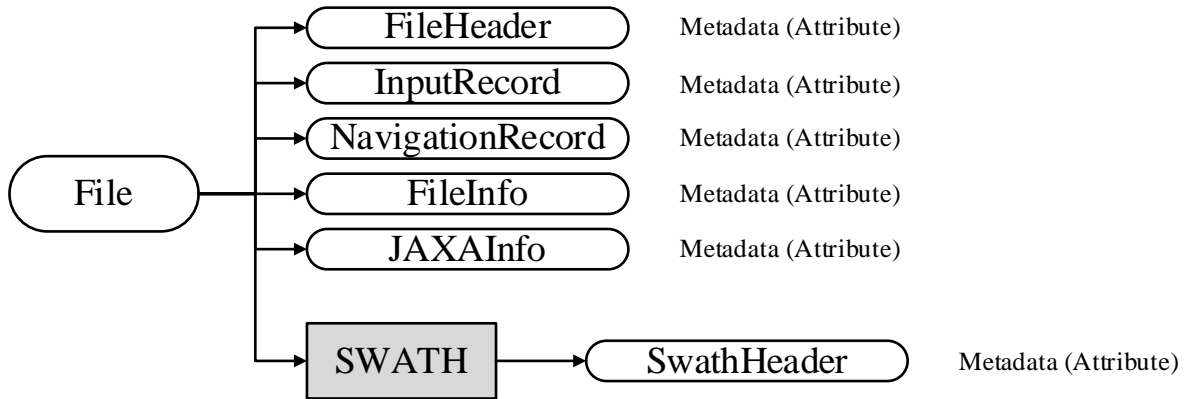 FileHeader Metadata (Attribute)
InputRecord Metadata (Attribute)
NavigationRecord Metadata (Attribute)
File FileInfo Metadata (Attribute)
JAXAInfo Metadata (Attribute)
SWATH SwathHeader Metadata (Attribute)